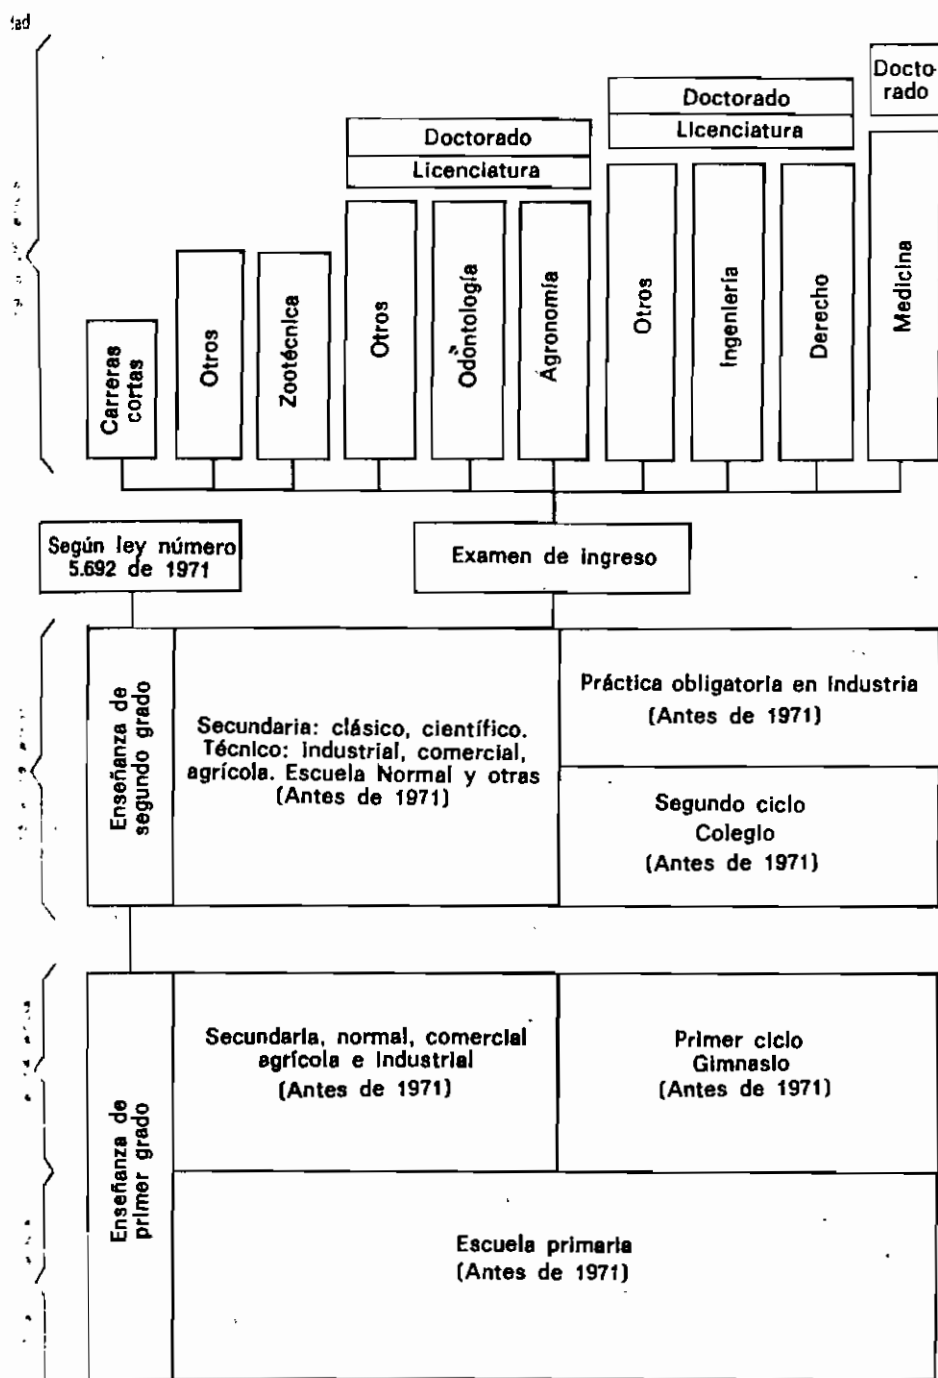 Docto-
rado
Doctorado
Licenciatura
Doctorado
Licenciatura
Carreras
cortas
Otros
Zootécnica
Otros
Odontología
Agronomía
Otros
Ingeniería
Derecho
Medicina
Según ley número
5.692 de 1971
Examen de ingreso
Enseñanza de
segundo grado
Secundaria: clásico, científico.
Técnico: industrial, comercial,
agrícola. Escuela Normal y otras
(Antes de 1971)
Práctica obligatoria en industria
(Antes de 1971)
Segundo ciclo
Colegio
(Antes de 1971)
Enseñanza de
primer grado
Secundaria, normal, comercial
agrícola e industrial
(Antes de 1971)
Primer ciclo
Gimnasio
(Antes de 1971)
Escuela primaria
(Antes de 1971)